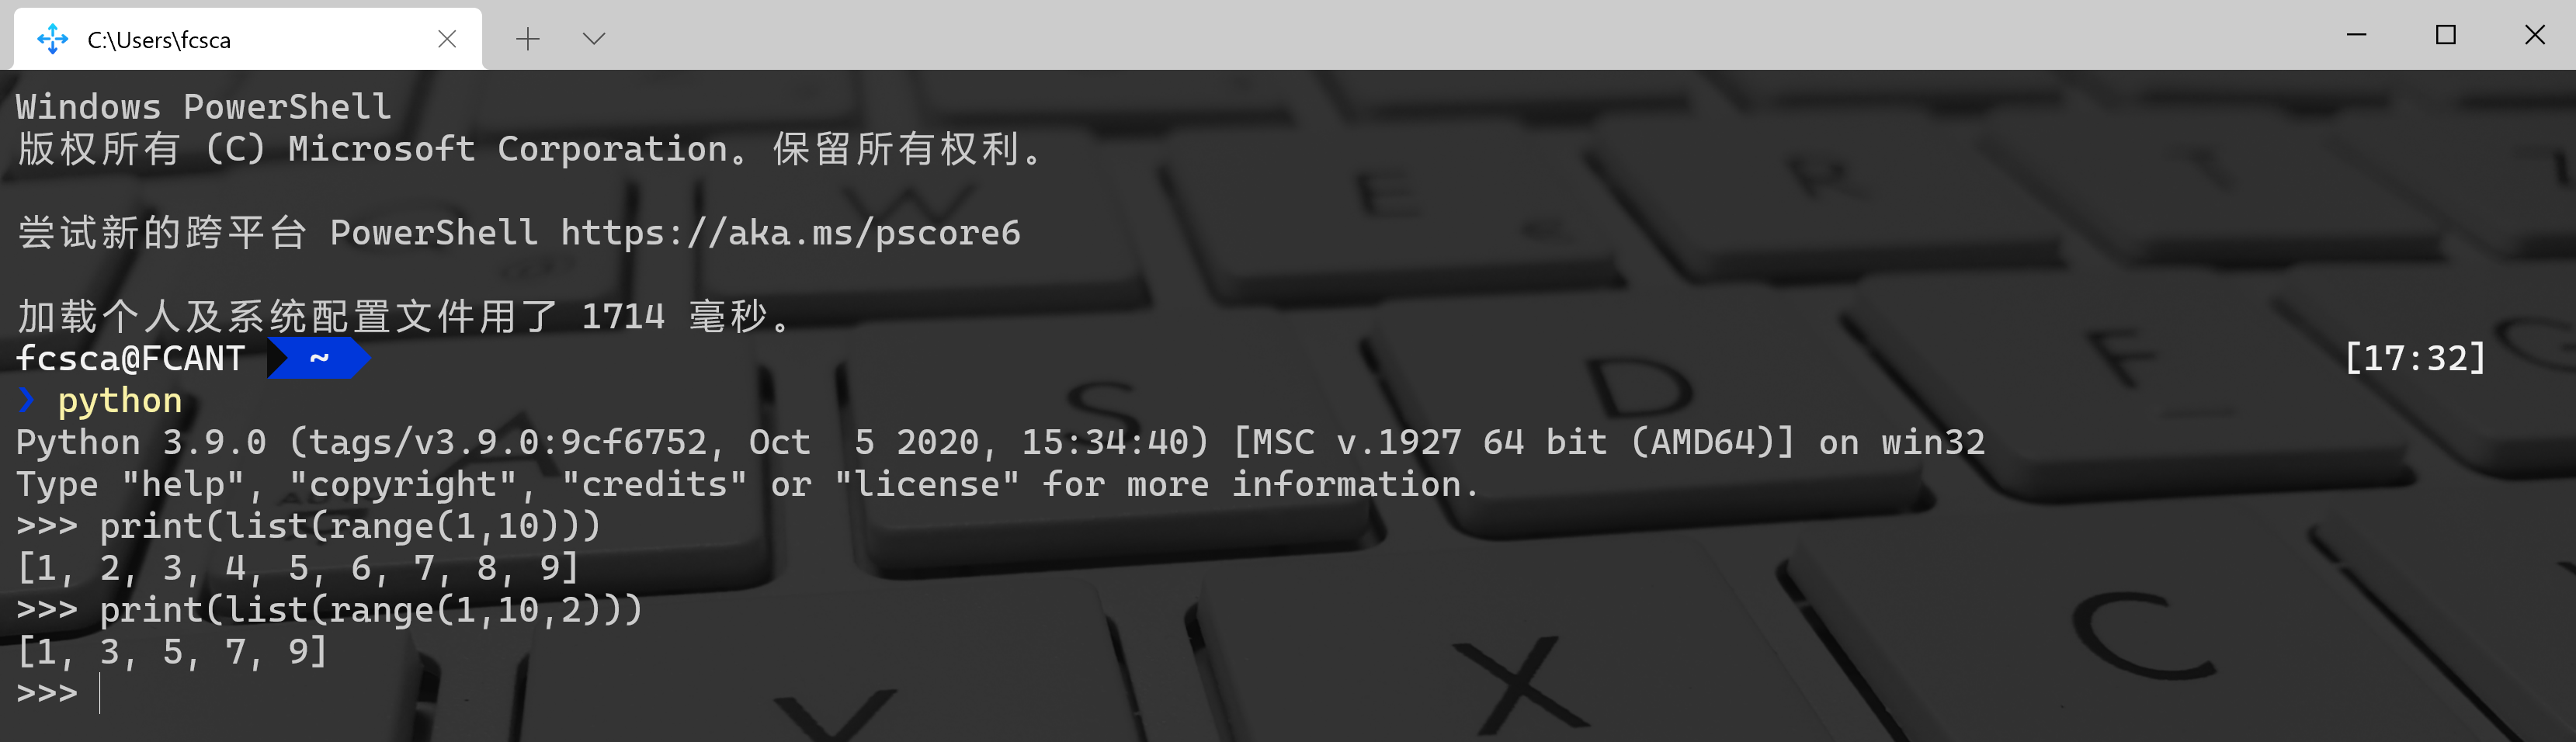 C:\Users\fcsca
Windows PowerShell
版权所有 (C) Microsoft Corporation。保留所有权利。
尝试新的跨平台 PowerShell https://aka.ms/pscore6
加载个人及系统配置文件用了 1714 毫秒。
fcsca@FCANT ~ [17:32]
❯ python
Python 3.9.0 (tags/v3.9.0:9cf6752, Oct  5 2020, 15:34:40) [MSC v.1927 64 bit (AMD64)] on win32
Type "help", "copyright", "credits" or "license" for more information.
>>> print(list(range(1,10)))
[1, 2, 3, 4, 5, 6, 7, 8, 9]
>>> print(list(range(1,10,2)))
[1, 3, 5, 7, 9]
>>>